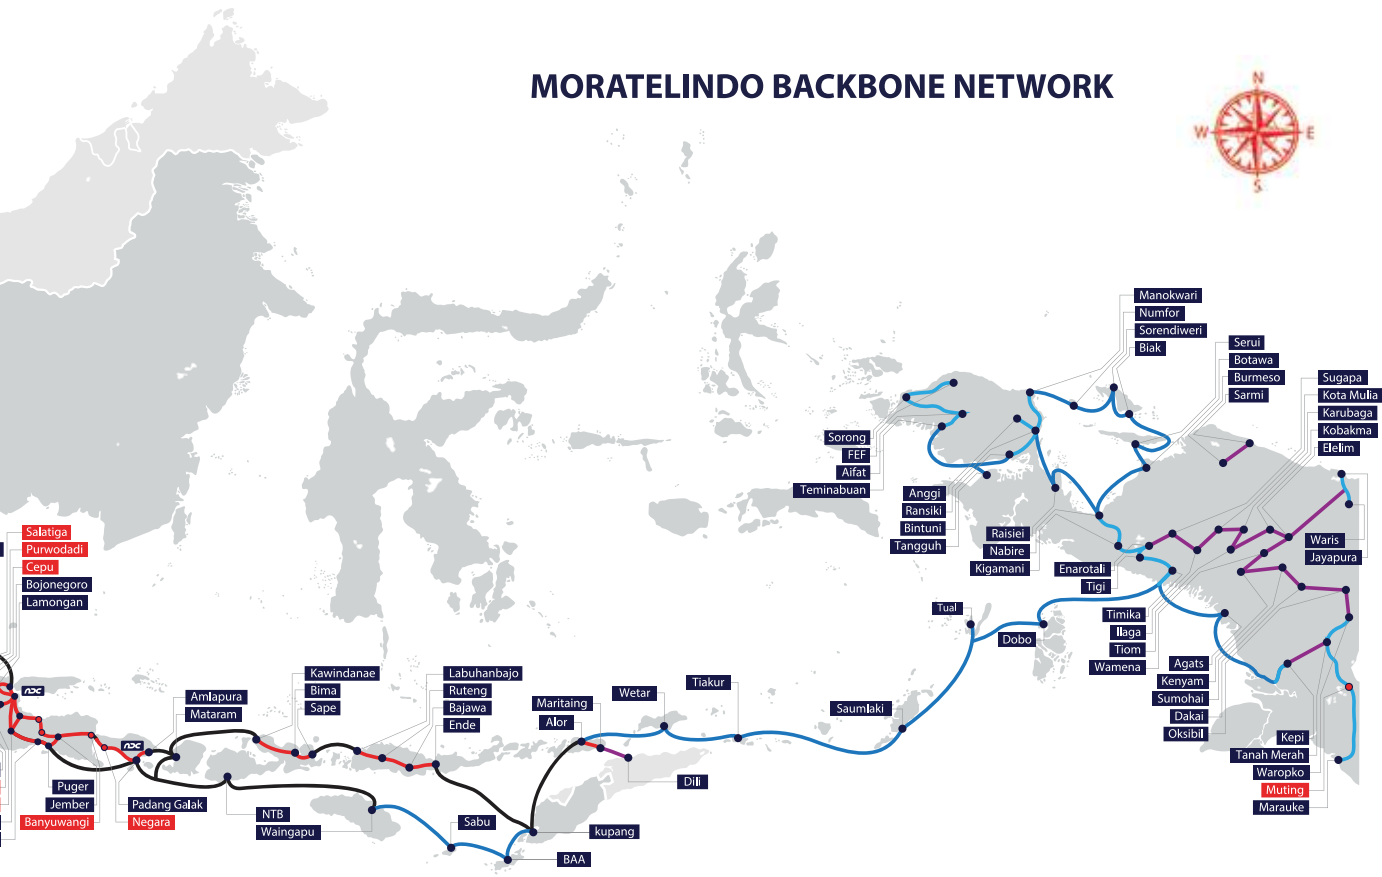 MORATELINDO BACKBONE NETWORK
N
W
E
S
Manokwari
Numfor
Sorendiweri
Biak
Serui
Botawa
Burmeso
Sarmi
Sugapa
Kota Mulia
Karubaga
Kobakma
Elelim
Sorong
FEF
Aifat
Teminabuan
Anggi
Ransiki
Bintuni
Tangguh
Raisiei
Nabire
Kigamani
Enarotali
Tigi
Waris
Jayapura
Salatiga
Purwodadi
Cepu
Bojonegoro
Lamongan
Tual
Dobo
Timika
Ilaga
Tiom
Wamena
Agats
Kenyam
Sumohai
Dakai
Oksibil
Kepi
Tanah Merah
Waropko
Muting
Marauke
NDC
Amlapura
Mataram
Kawindanae
Bima
Sape
Labuhanbajo
Ruteng
Bajawa
Ende
Maritaing
Alor
Wetar
Tiakur
Saumlaki
NDC
Puger
Jember
Banyuwangi
Padang Galak
Negara
NTB
Waingapu
Sabu
kupang
BAA
Dili